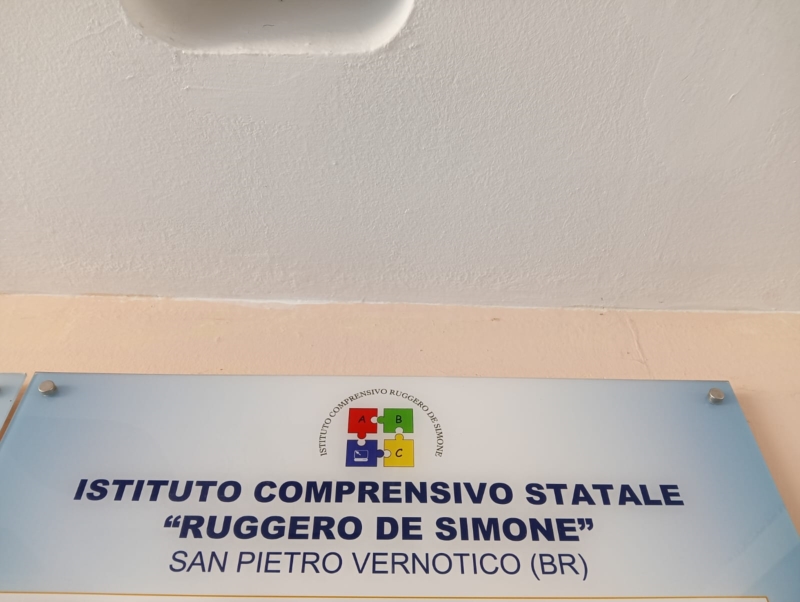 ISTITUTO COMPRENSIVO RUGGERO DE SIMONE
A B
C
ISTITUTO COMPRENSIVO STATALE
“RUGGERO DE SIMONE”
SAN PIETRO VERNOTICO (BR)